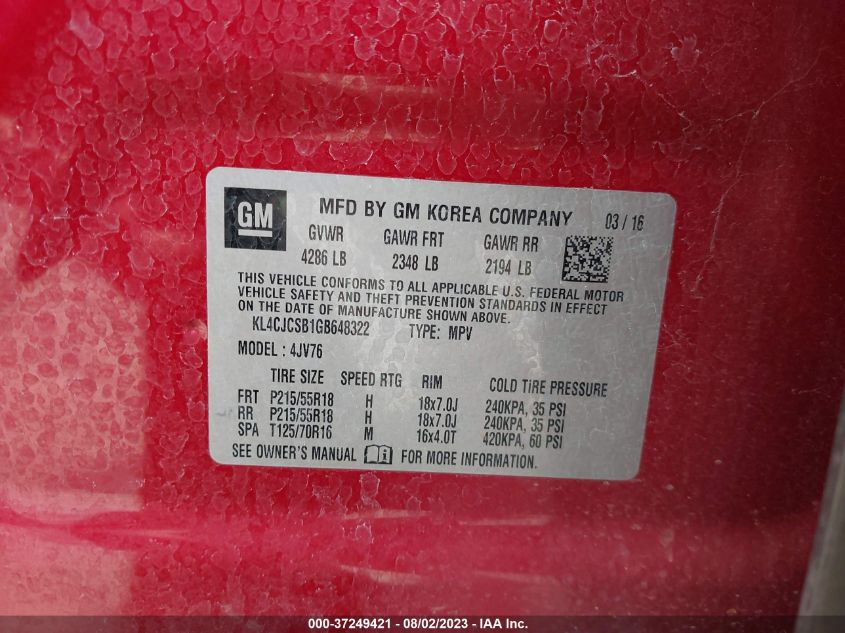 GM MFD BY GM KOREA COMPANY 03 / 16
GVWR GAWR FRT GAWR RR
4286 LB 2348 LB 2194 LB
THIS VEHICLE CONFORMS TO ALL APPLICABLE U.S. FEDERAL MOTOR
VEHICLE SAFETY AND THEFT PREVENTION STANDARDS IN EFFECT
ON THE DATE OF MANUFACTURE SHOWN ABOVE.
KL4CJCSB1GB648322 TYPE: MPV
MODEL: 4JV76
TIRE SIZE SPEED RTG RIM COLD TIRE PRESSURE
FRT P215/55R18 H 18x7.0J 240KPA, 35 PSI
RR P215/55R18 H 18x7.0J 240KPA, 35 PSI
SPA T125/70R16 M 16x4.0T 420KPA, 60 PSI
SEE OWNER'S MANUAL FOR MORE INFORMATION.
000-37249421 - 08/02/2023 - IAA Inc.